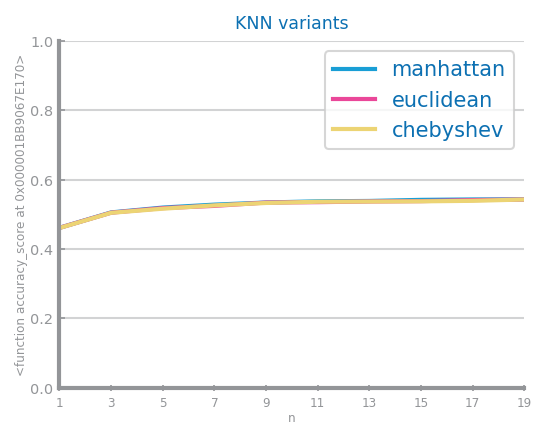 KNN variants
<function accuracy_score at 0x000001BB9067E170>
1.0
0.8
0.6
0.4
0.2
0.0
manhattan
euclidean
chebyshev
1 3 5 7 9 11 13 15 17 19
n